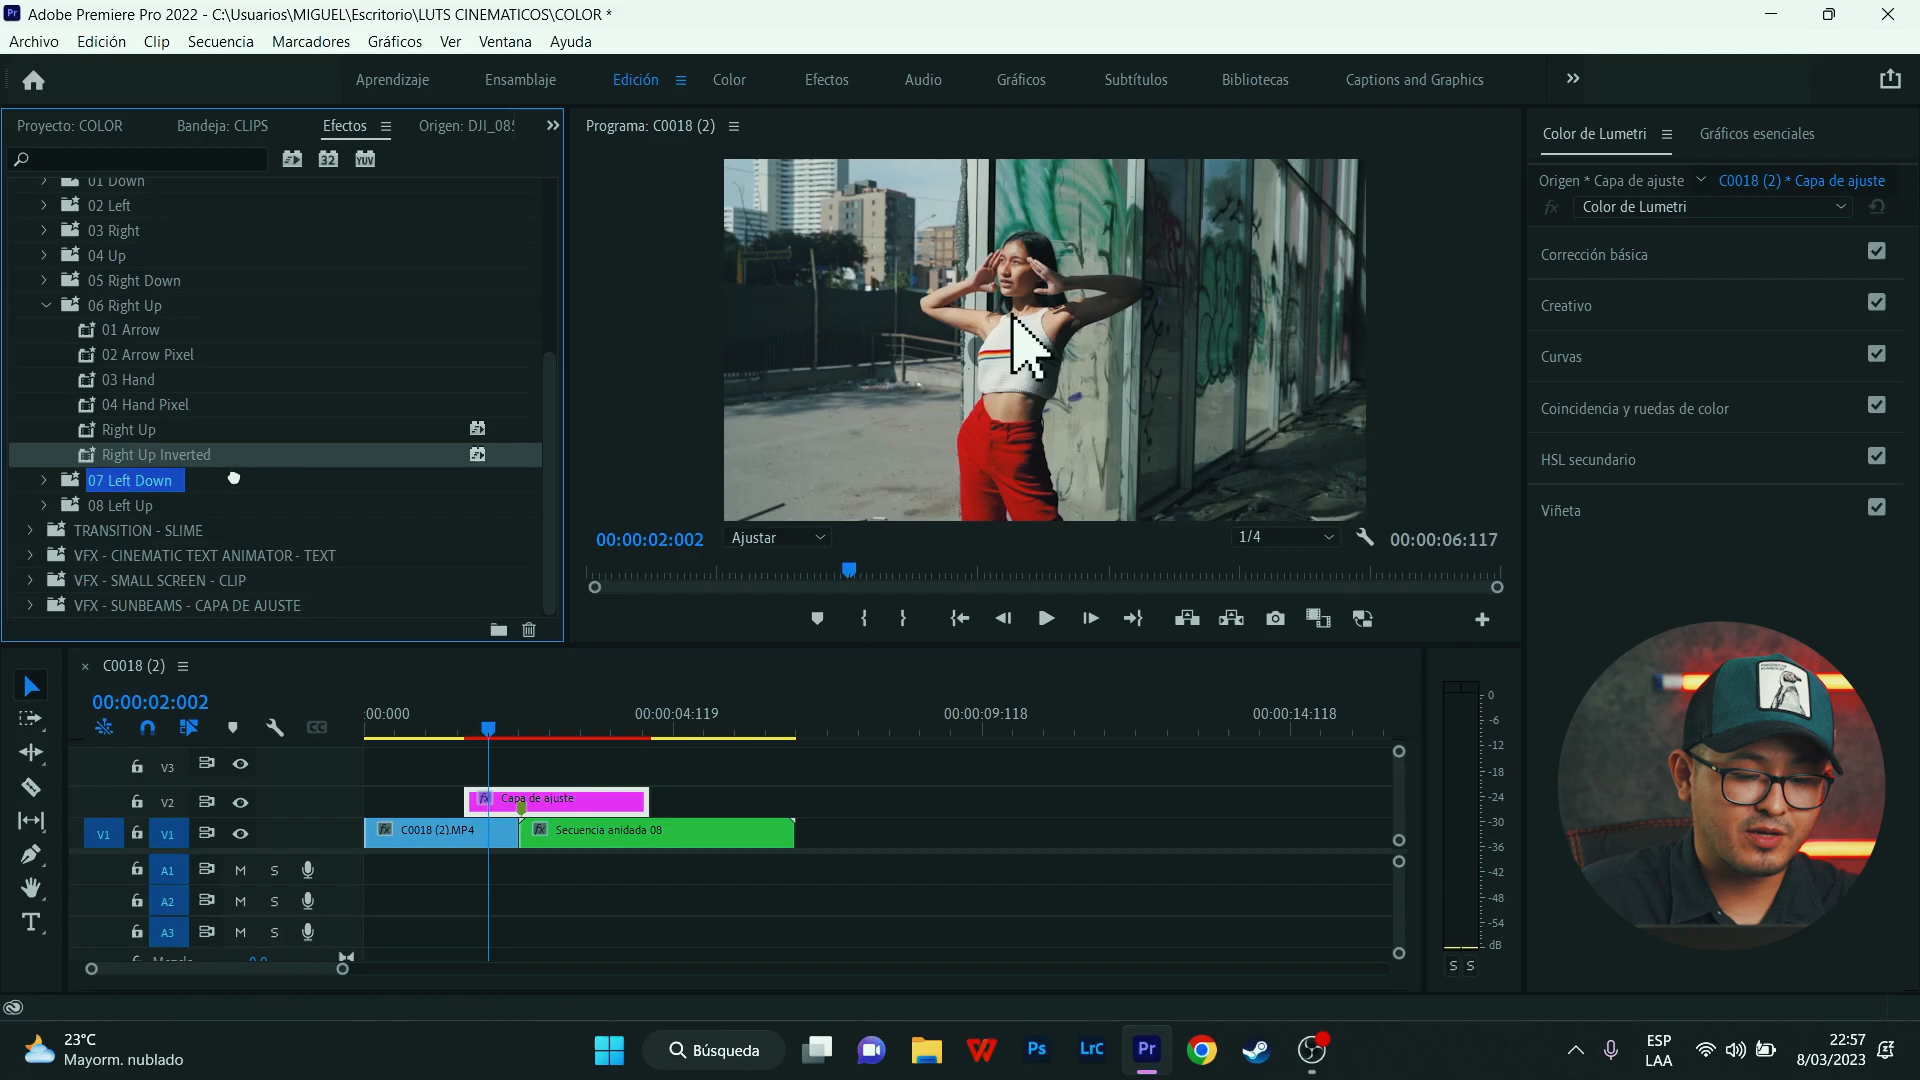 Adobe Premiere Pro 2022 - C:\Usuarios\MIGUEL\Escritorio\LUTS CINEMATICOS\COLOR *
Archivo Edición Clip Secuencia Marcadores Gráficos Ver Ventana Ayuda
Aprendizaje Ensamblaje Edición Color Efectos Audio Gráficos Subtítulos Bibliotecas Captions and Graphics
Proyecto: COLOR Bandeja: CLIPS Efectos Origen: DJI_085
32 YUV
01 Down
02 Left
03 Right
04 Up
05 Right Down
06 Right Up
01 Arrow
02 Arrow Pixel
03 Hand
04 Hand Pixel
Right Up
Right Up Inverted
07 Left Down
08 Left Up
TRANSITION - SLIME
VFX - CINEMATIC TEXT ANIMATOR - TEXT
VFX - SMALL SCREEN - CLIP
VFX - SUNBEAMS - CAPA DE AJUSTE
Programa: C0018 (2)
00:00:02:002 Ajustar 1/4 00:00:06:117
Color de Lumetri Gráficos esenciales
Origen * Capa de ajuste C0018 (2) * Capa de ajuste
fx Color de Lumetri
Corrección básica
Creativo
Curvas
Coincidencia y ruedas de color
HSL secundario
Viñeta
× C0018 (2)
00:00:02:002
:00:000 00:00:04:119 00:00:09:118 00:00:14:118
V3
V2 fx Capa de ajuste
V1 V1 fx C0018 (2).MP4 fx Secuencia anidada 08
A1 M S
A2 M S
A3 M S
Mezcla 0,0
0
-6
-12
-18
-24
-30
-36
-42
-48
-54
dB
S S
23°C
Mayorm. nublado
Búsqueda
Ps LrC Pr
ESP
LAA
22:57
8/03/2023